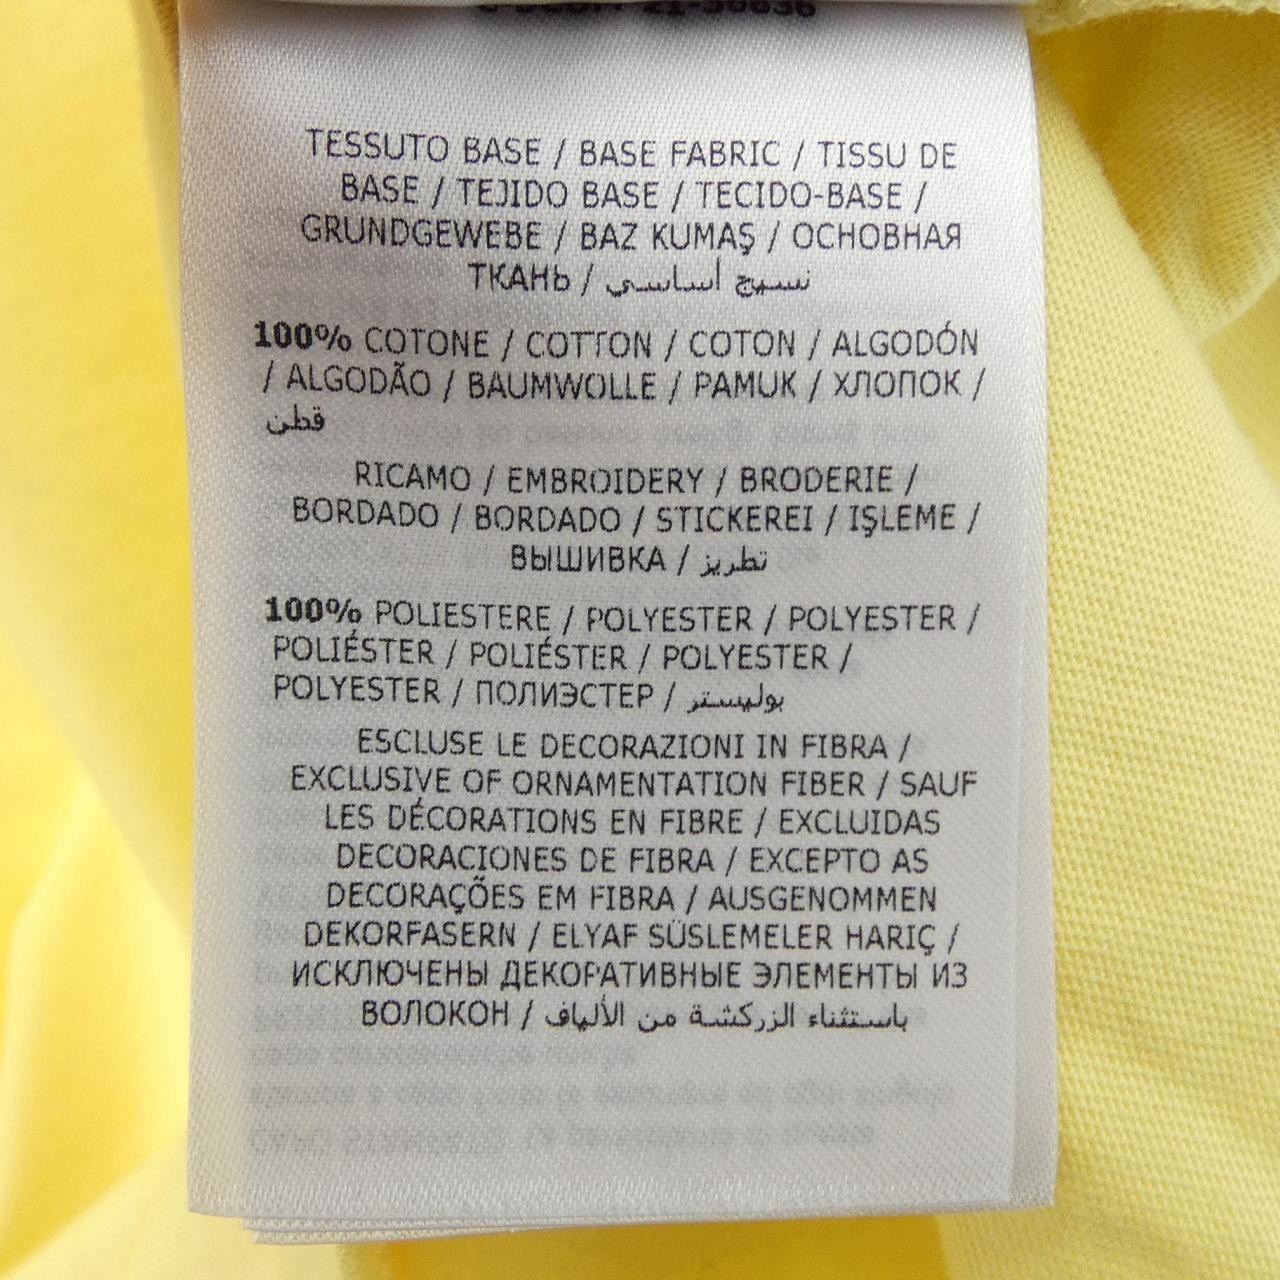 TESSUTO BASE / BASE FABRIC / TISSU DE
BASE / TEJIDO BASE / TECIDO-BASE /
GRUNDGEWEBE / BAZ KUMAŞ / ОСНОВНАЯ
ТКАНЬ / نسيج أساسي
100% COTONE / COTTON / COTON / ALGODÓN
/ ALGODÃO / BAUMWOLLE / PAMUK / ХЛОПОК /
قطن
RICAMO / EMBROIDERY / BRODERIE /
BORDADO / BORDADO / STICKEREI / IŞLEME /
ВЫШИВКА / تطريز
100% POLIESTERE / POLYESTER / POLYESTER /
POLIÉSTER / POLIÉSTER / POLYESTER /
POLYESTER / ПОЛИЭСТЕР / بوليستر
ESCLUSE LE DECORAZIONI IN FIBRA /
EXCLUSIVE OF ORNAMENTATION FIBER / SAUF
LES DÉCORATIONS EN FIBRE / EXCLUIDAS
DECORACIONES DE FIBRA / EXCEPTO AS
DECORAÇÕES EM FIBRA / AUSGENOMMEN
DEKORFASERN / ELYAF SÜSLEMELER HARIÇ /
ИСКЛЮЧЕНЫ ДЕКОРАТИВНЫЕ ЭЛЕМЕНТЫ ИЗ
ВОЛОКОН / باستثناء الزركشة من الألياف